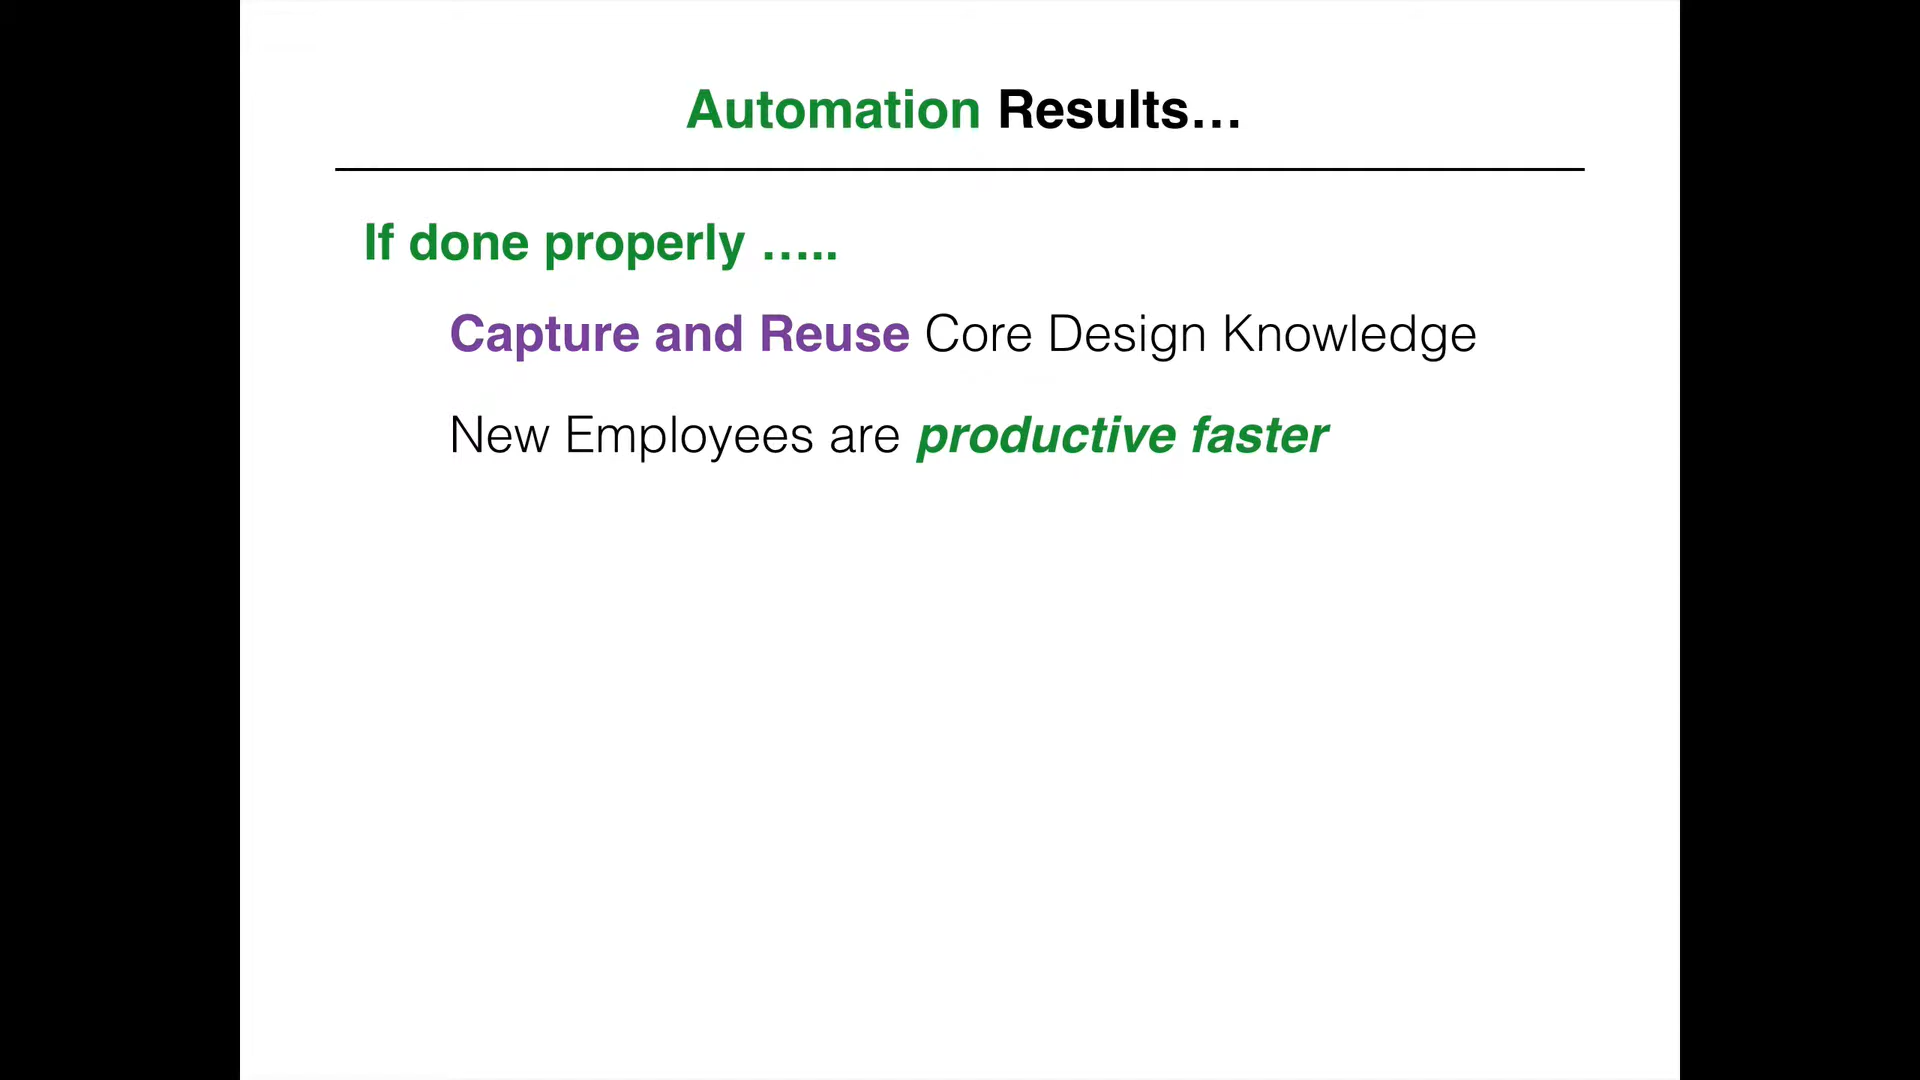 Automation Results…
If done properly …..
Capture and Reuse Core Design Knowledge
New Employees are productive faster